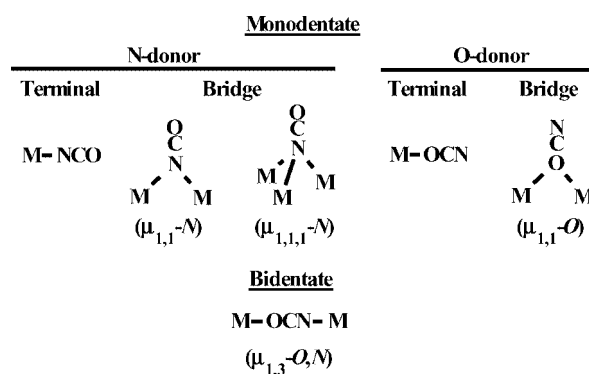 Monodentate
N-donor O-donor
Terminal Bridge Terminal Bridge
O O N
C C C
M–NCO N N M–OCN O
M M M M M M M
(μ1,1-N) (μ1,1,1-N) (μ1,1-O)
Bidentate
M–OCN–M
(μ1,3-O,N)